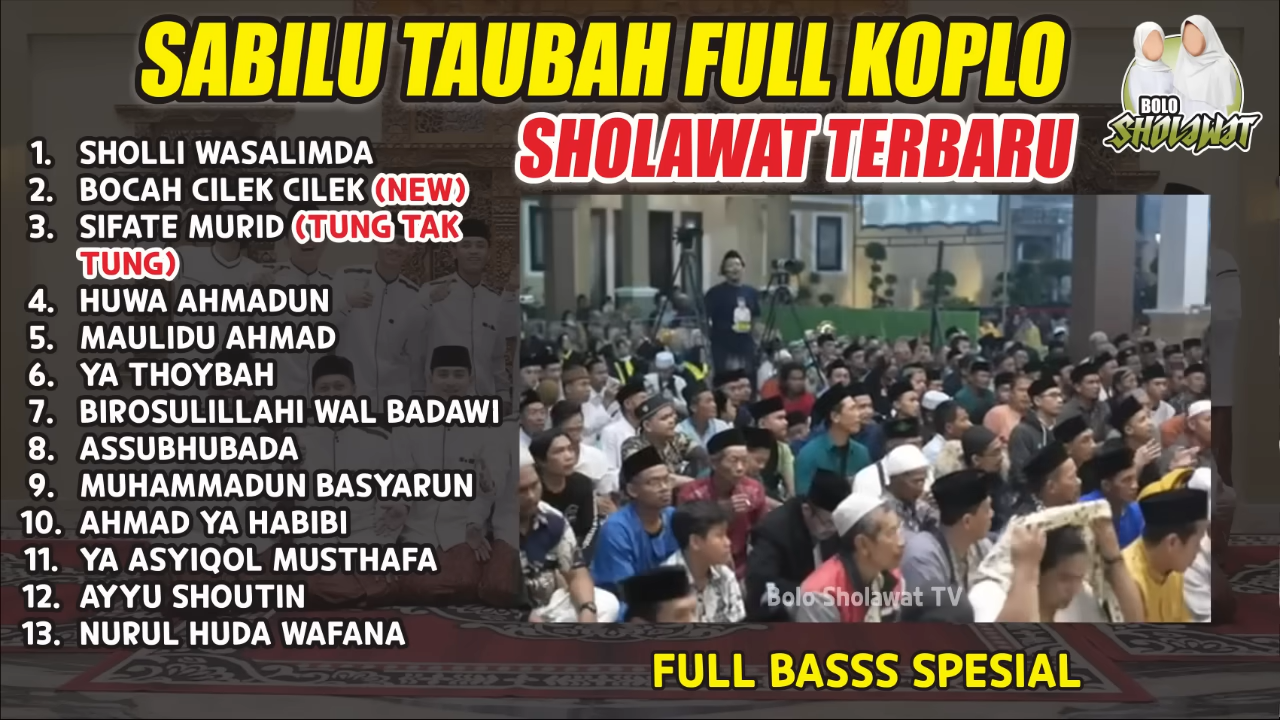 SABILU TAUBAH FULL KOPLO
SHOLAWAT TERBARU
BOLO
SHOLAWAT
1. SHOLLI WASALIMDA
2. BOCAH CILEK CILEK (NEW)
3. SIFATE MURID (TUNG TAK
TUNG)
4. HUWA AHMADUN
5. MAULIDU AHMAD
6. YA THOYBAH
7. BIROSULILLAHI WAL BADAWI
8. ASSUBHUBADA
9. MUHAMMADUN BASYARUN
10. AHMAD YA HABIBI
11. YA ASYIQOL MUSTHAFA
12. AYYU SHOUTIN
13. NURUL HUDA WAFANA
Bolo Sholawat TV
FULL BASSS SPESIAL